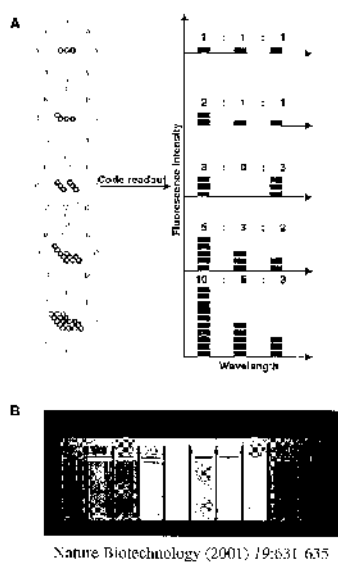 A
1 : 1 : 1
2 : 1 : 1
Code readout
Fluorescence Intensity
3 : 0 : 3
5 : 3 : 2
10 : 5 : 3
Wavelength
B
Nature Biotechnology (2001) 19:631-635